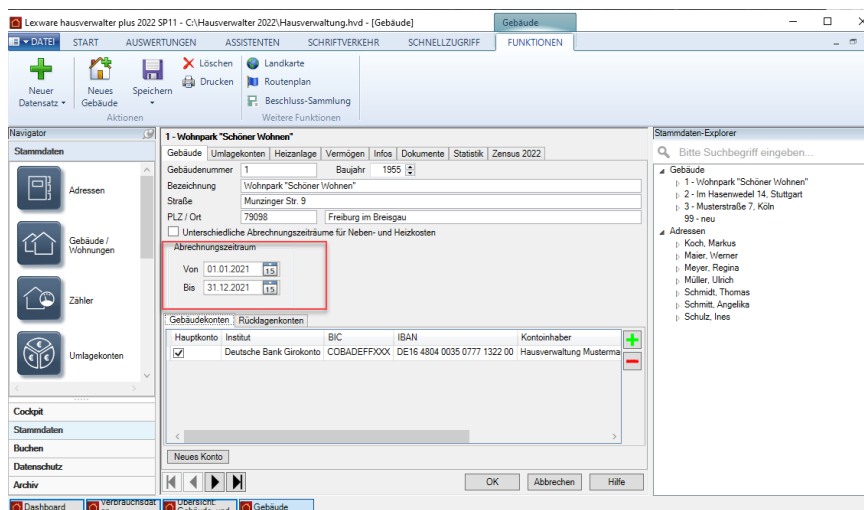 Lexware hausverwalter plus 2022 SP11 - C:\Hausverwalter 2022\Hausverwaltung.hvd - [Gebäude]
Gebäude
DATEI START AUSWERTUNGEN ASSISTENTEN SCHRIFTVERKEHR SCHNELLZUGRIFF FUNKTIONEN
Neuer Datensatz
Neues Gebäude
Speichern
Löschen
Drucken
Aktionen
Landkarte
Routenplan
Beschluss-Sammlung
Weitere Funktionen
Navigator
Stammdaten
Adressen
Gebäude /
Wohnungen
Zähler
Umlagekonten
Cockpit
Stammdaten
Buchen
Datenschutz
Archiv
1 - Wohnpark "Schöner Wohnen"
Gebäude Umlagekonten Heizanlage Vermögen Infos Dokumente Statistik Zensus 2022
Gebäudenummer 1 Baujahr 1955
Bezeichnung Wohnpark "Schöner Wohnen"
Straße Munzinger Str. 9
PLZ / Ort 79098 Freiburg im Breisgau
Unterschiedliche Abrechnungszeiträume für Neben- und Heizkosten
Abrechnungszeitraum
Von 01.01.2021 15
Bis 31.12.2021 15
Gebäudekonten Rücklagenkonten
Hauptkonto Institut BIC IBAN Kontoinhaber
Deutsche Bank Girokonto COBADEFFXXX DE16 4804 0035 0777 1322 00 Hausverwaltung Musterma
Neues Konto
OK Abbrechen Hilfe
Stammdaten-Explorer
Bitte Suchbegriff eingeben...
Gebäude
1 - Wohnpark "Schöner Wohnen"
2 - Im Hasenwedel 14, Stuttgart
3 - Musterstraße 7, Köln
99 - neu
Adressen
Koch, Markus
Maier, Werner
Meyer, Regina
Müller, Ulrich
Schmidt, Thomas
Schmitt, Angelika
Schulz, Ines
Dashboard
Verbrauchsdat
Übersicht:
Gebäude und
Gebäude